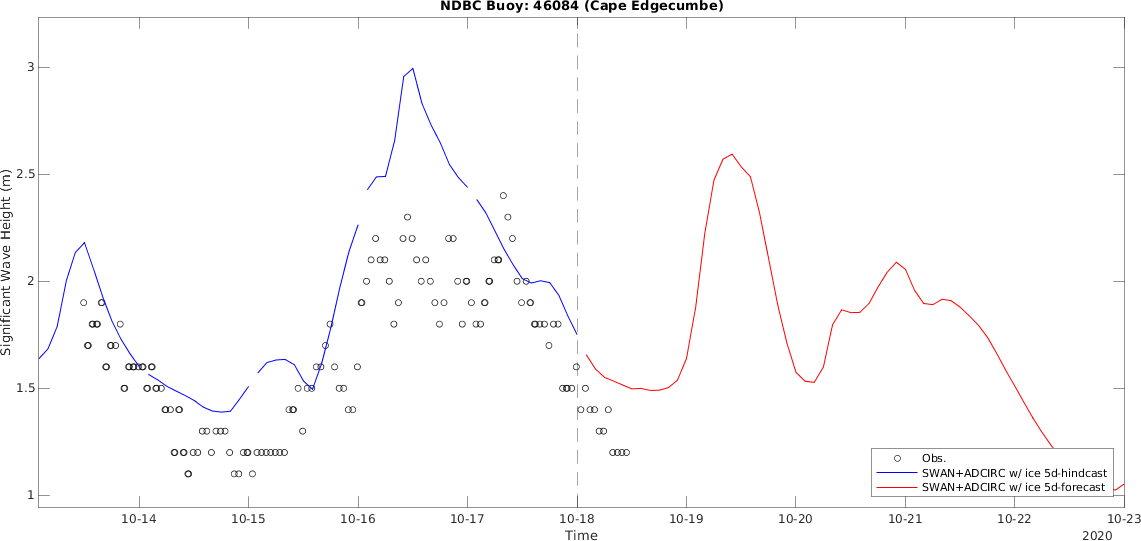 NDBC Buoy: 46084 (Cape Edgecumbe)
Significant Wave Height (m)
3
2.5
2
1.5
1
Obs.
SWAN+ADCIRC w/ ice 5d-hindcast
SWAN+ADCIRC w/ ice 5d-forecast
10-14 10-15 10-16 10-17 10-18 10-19 10-20 10-21 10-22 10-23
Time
2020